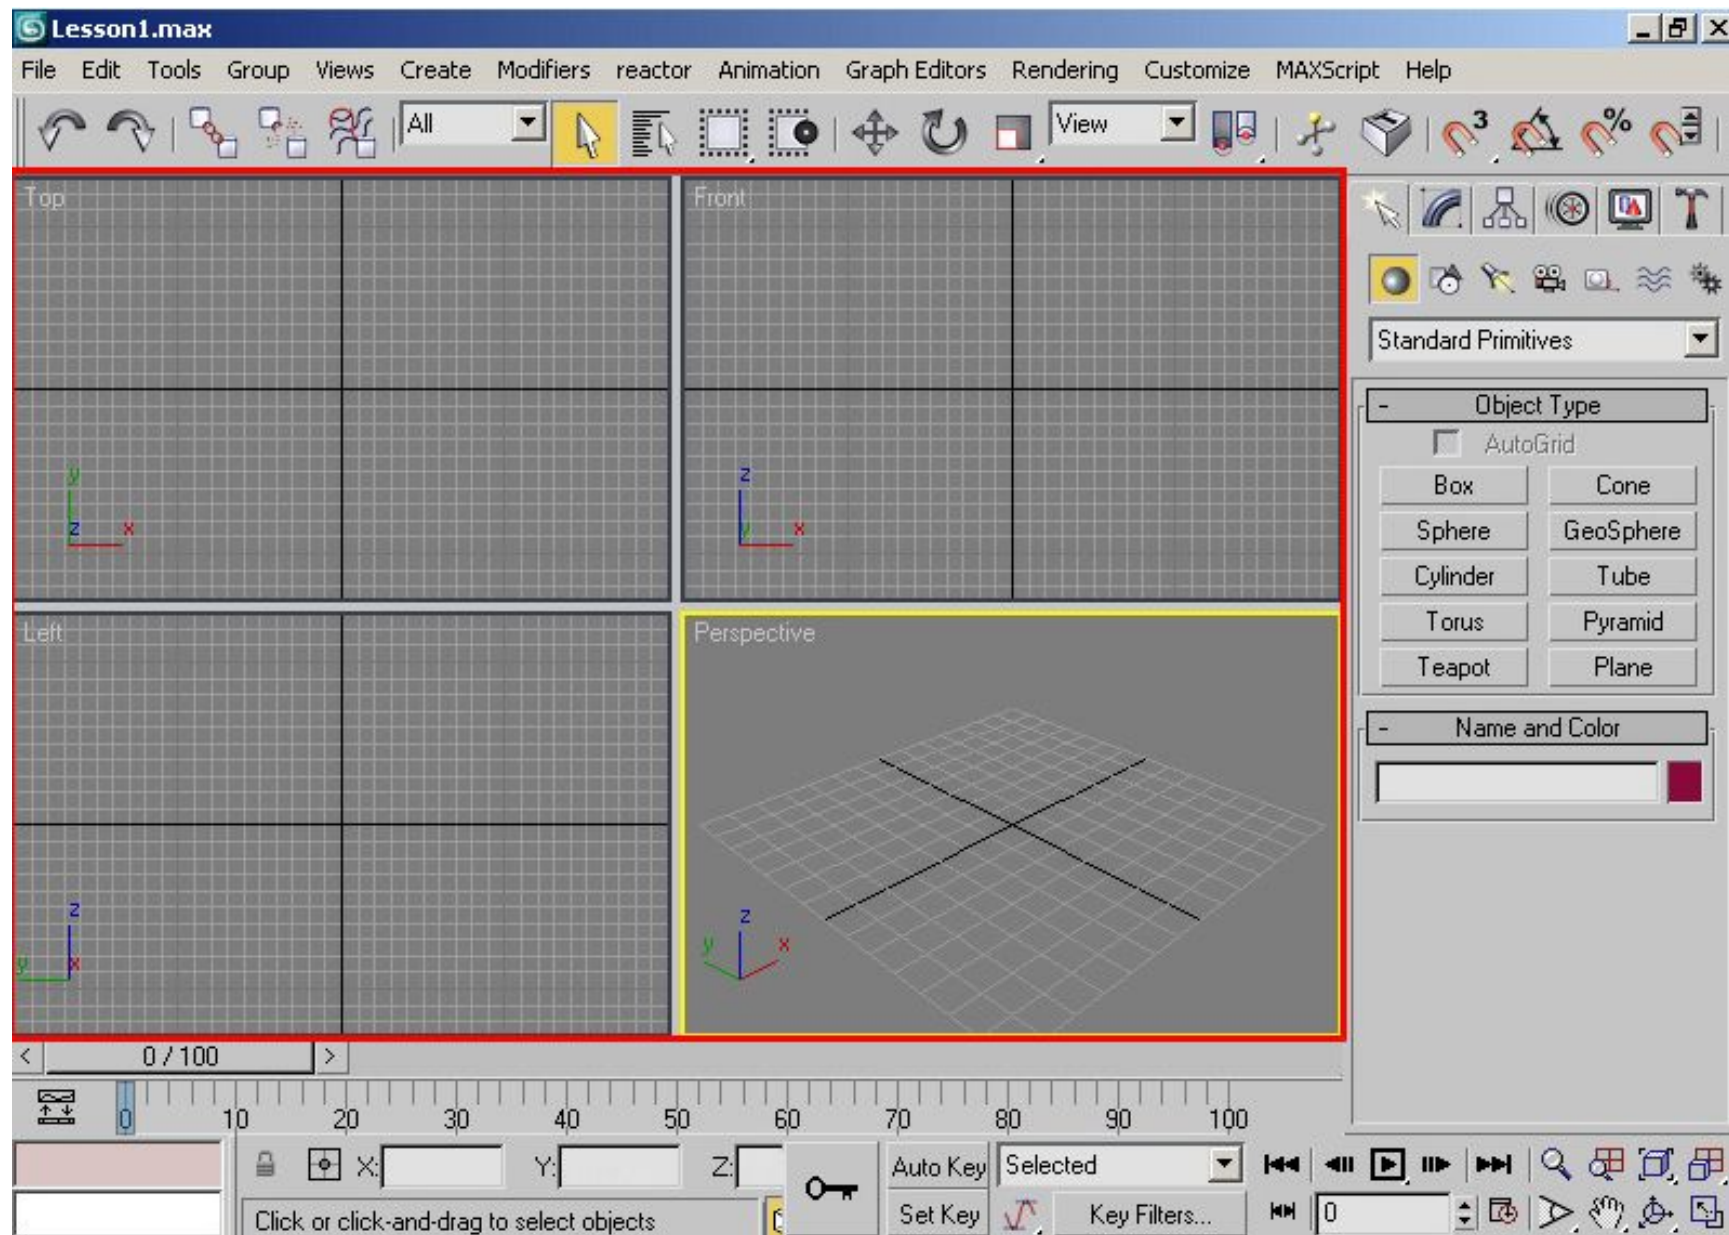 Lesson1.max
File Edit Tools Group Views Create Modifiers reactor Animation Graph Editors Rendering Customize MAXScript Help
All View 3 %
Top Front
y z
z x y x
Standard Primitives
- Object Type
AutoGrid
Box Cone
Sphere GeoSphere
Cylinder Tube
Torus Pyramid
Teapot Plane
- Name and Color
Left Perspective
z z
y x y x
< 0 / 100 >
0 10 20 30 40 50 60 70 80 90 100
X: Y: Z: Auto Key Selected
Click or click-and-drag to select objects Set Key Key Filters... 0